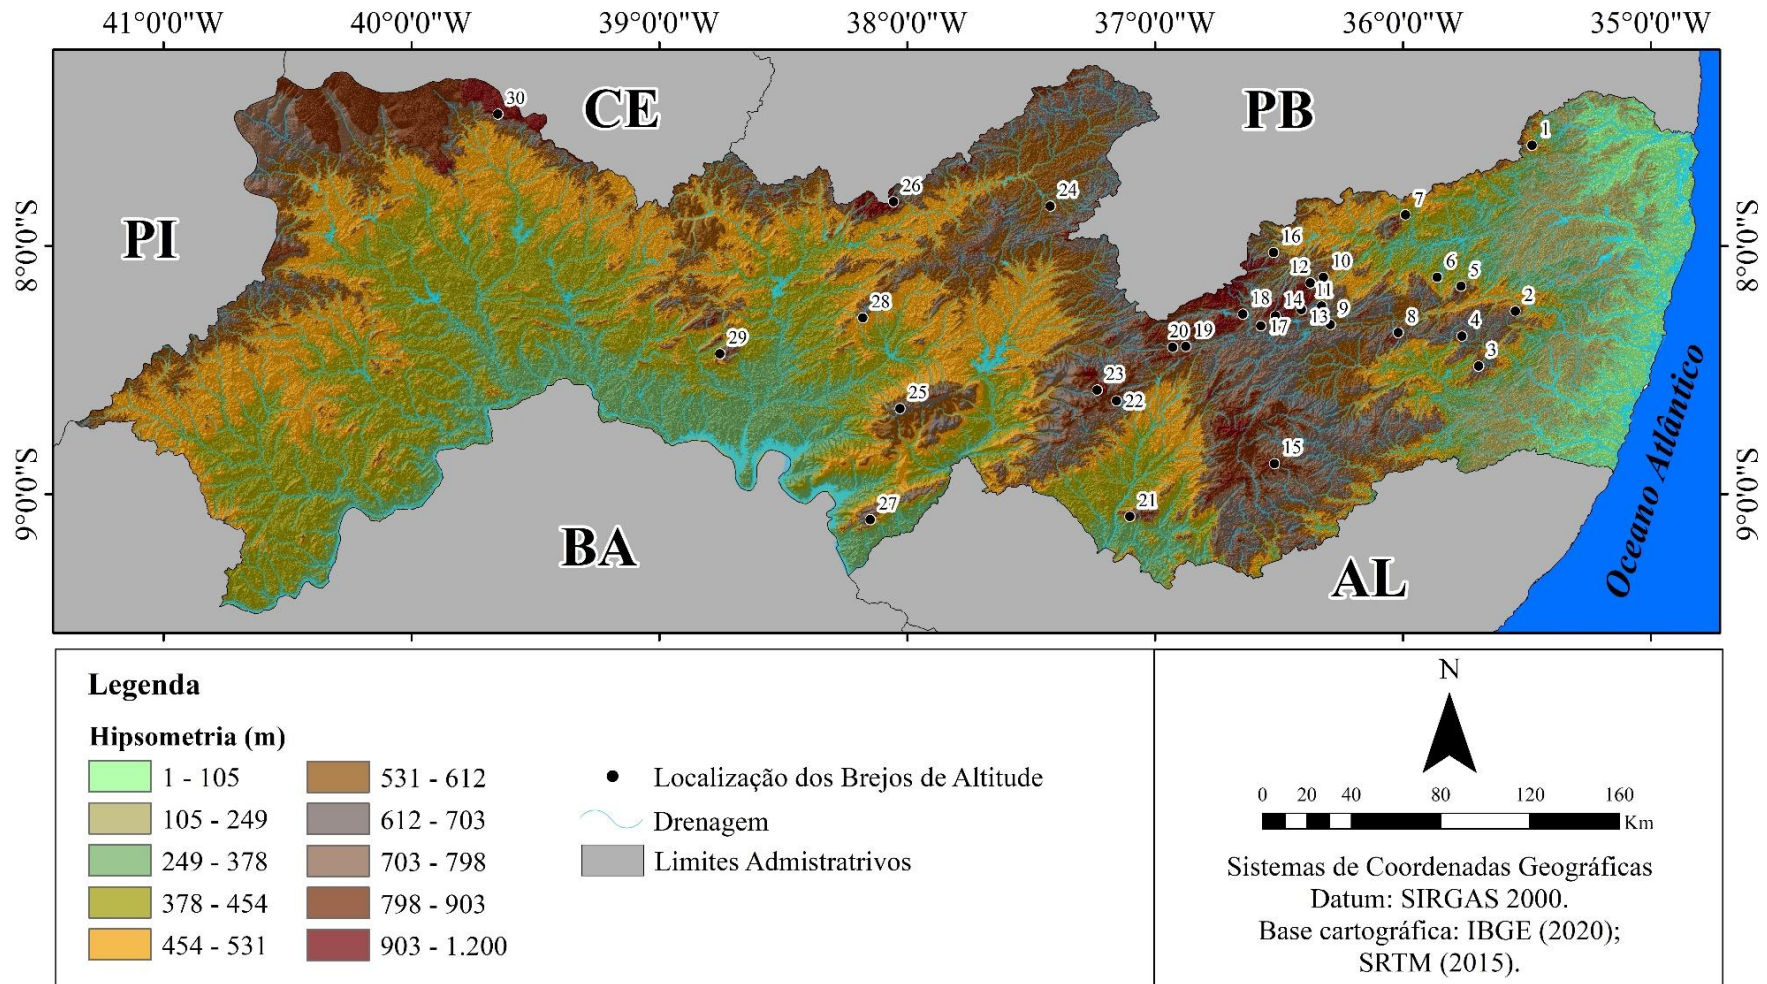 41°0'0"W 40°0'0"W 39°0'0"W 38°0'0"W 37°0'0"W 36°0'0"W 35°0'0"W
CE
PB
PI
BA
AL
Oceano Atlântico
8°0'0"S
8°0'0"S
9°0'0"S
9°0'0"S
30
1
26
24
7
16
12
10
6
5
11
18
14
9
2
28
13
17
8
4
20
19
29
3
23
22
25
15
21
27
Legenda
Hipsometria (m)
1 - 105
105 - 249
249 - 378
378 - 454
454 - 531
531 - 612
612 - 703
703 - 798
798 - 903
903 - 1.200
Localização dos Brejos de Altitude
Drenagem
Limites Admistratrivos
N
0 20 40 80 120 160
Km
Sistemas de Coordenadas Geográficas
Datum: SIRGAS 2000.
Base cartográfica: IBGE (2020);
SRTM (2015).